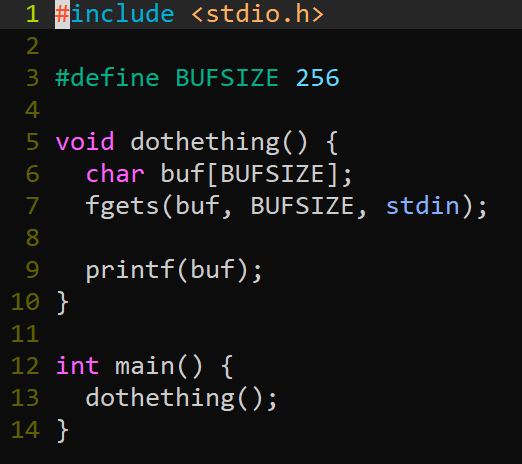 1 #include <stdio.h>
2
3 #define BUFSIZE 256
4
5 void dothething() {
6   char buf[BUFSIZE];
7   fgets(buf, BUFSIZE, stdin);
8
9   printf(buf);
10 }
11
12 int main() {
13   dothething();
14 }